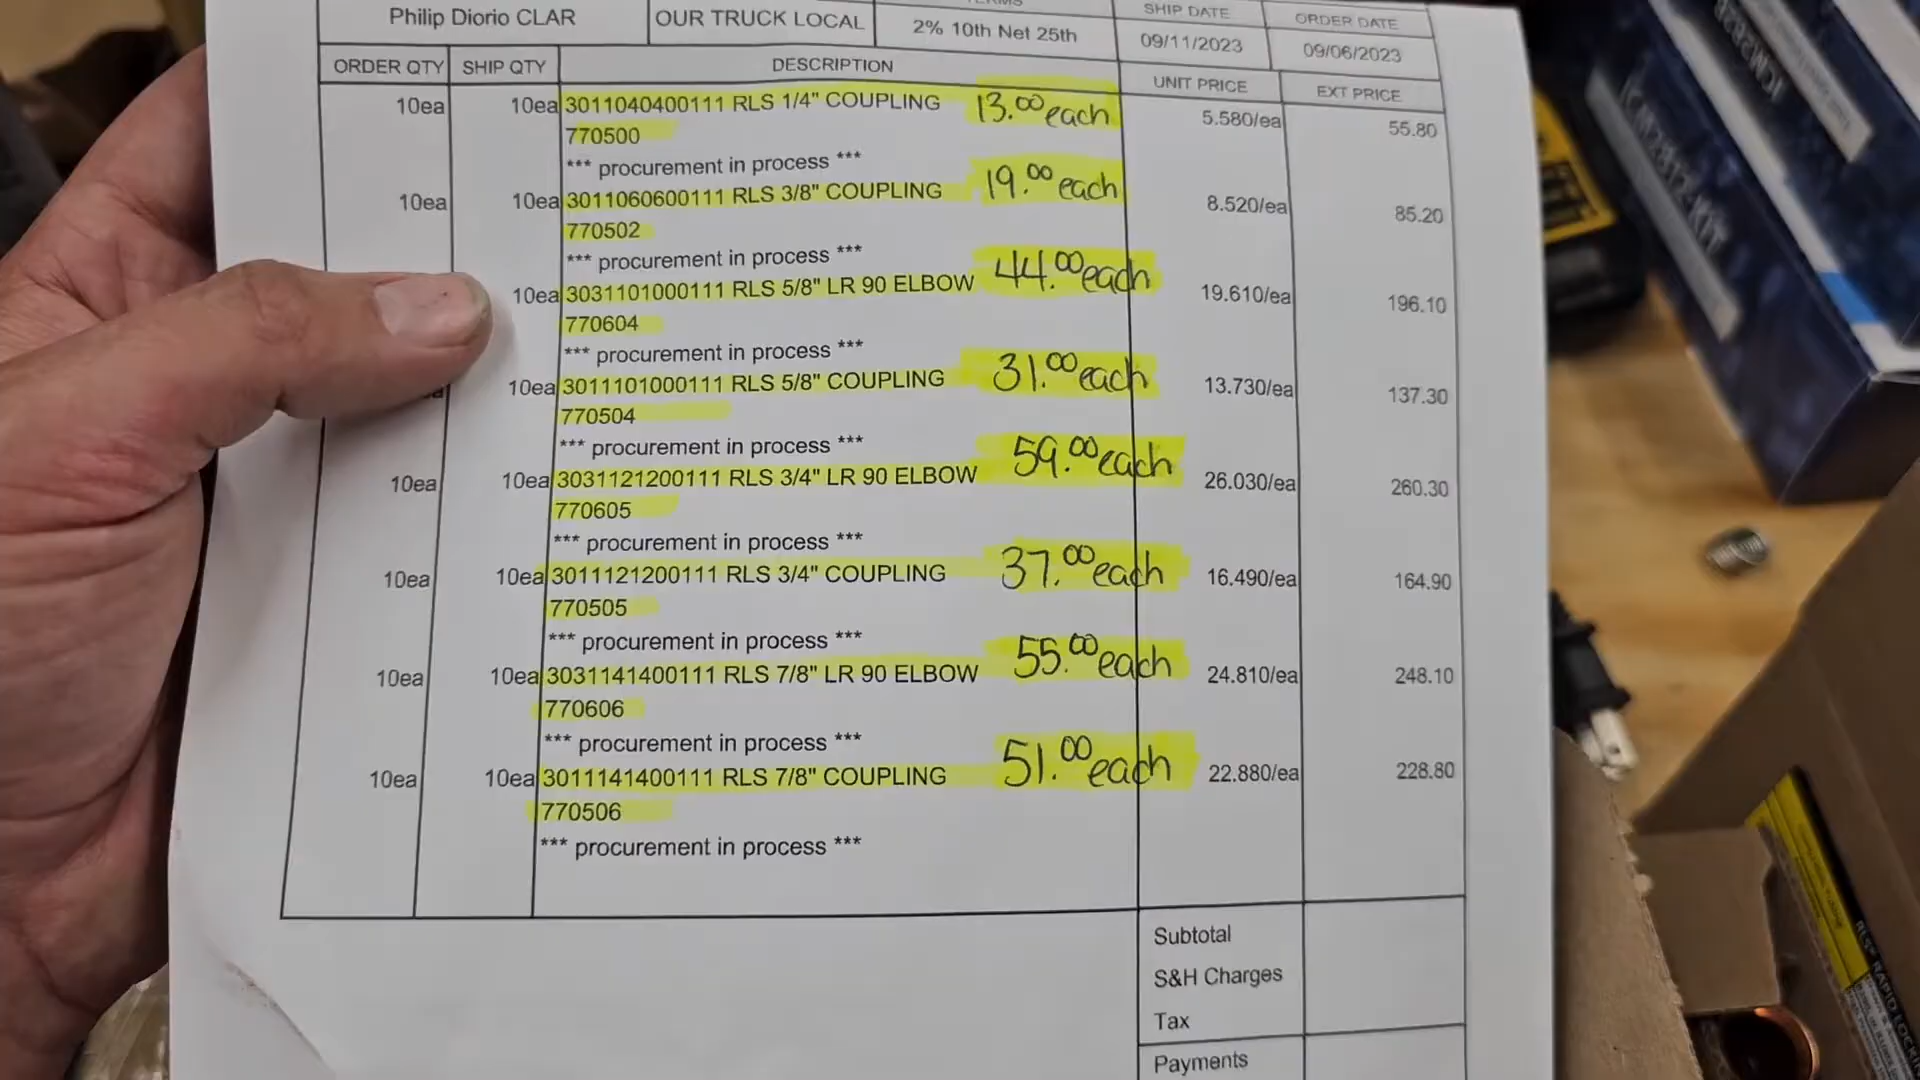 TERMS
Philip Diorio CLAR OUR TRUCK LOCAL 2% 10th Net 25th SHIP DATE 09/11/2023 ORDER DATE 09/06/2023
ORDER QTY SHIP QTY DESCRIPTION UNIT PRICE EXT PRICE
10ea 10ea 3011040400111 RLS 1/4" COUPLING 13.00 each 5.580/ea 55.80
770500
*** procurement in process ***
10ea 10ea 3011060600111 RLS 3/8" COUPLING 19.00 each 8.520/ea 85.20
770502
*** procurement in process ***
10ea 3031101000111 RLS 5/8" LR 90 ELBOW 44.00 each 19.610/ea 196.10
770604
*** procurement in process ***
10ea 3011101000111 RLS 5/8" COUPLING 31.00 each 13.730/ea 137.30
770504
*** procurement in process ***
10ea 10ea 3031121200111 RLS 3/4" LR 90 ELBOW 59.00 each 26.030/ea 260.30
770605
*** procurement in process ***
10ea 10ea 3011121200111 RLS 3/4" COUPLING 37.00 each 16.490/ea 164.90
770505
*** procurement in process ***
10ea 10ea 3031141400111 RLS 7/8" LR 90 ELBOW 55.00 each 24.810/ea 248.10
770606
*** procurement in process ***
10ea 10ea 3011141400111 RLS 7/8" COUPLING 51.00 each 22.880/ea 228.80
770506
*** procurement in process ***
Subtotal
S&H Charges
Tax
Payments